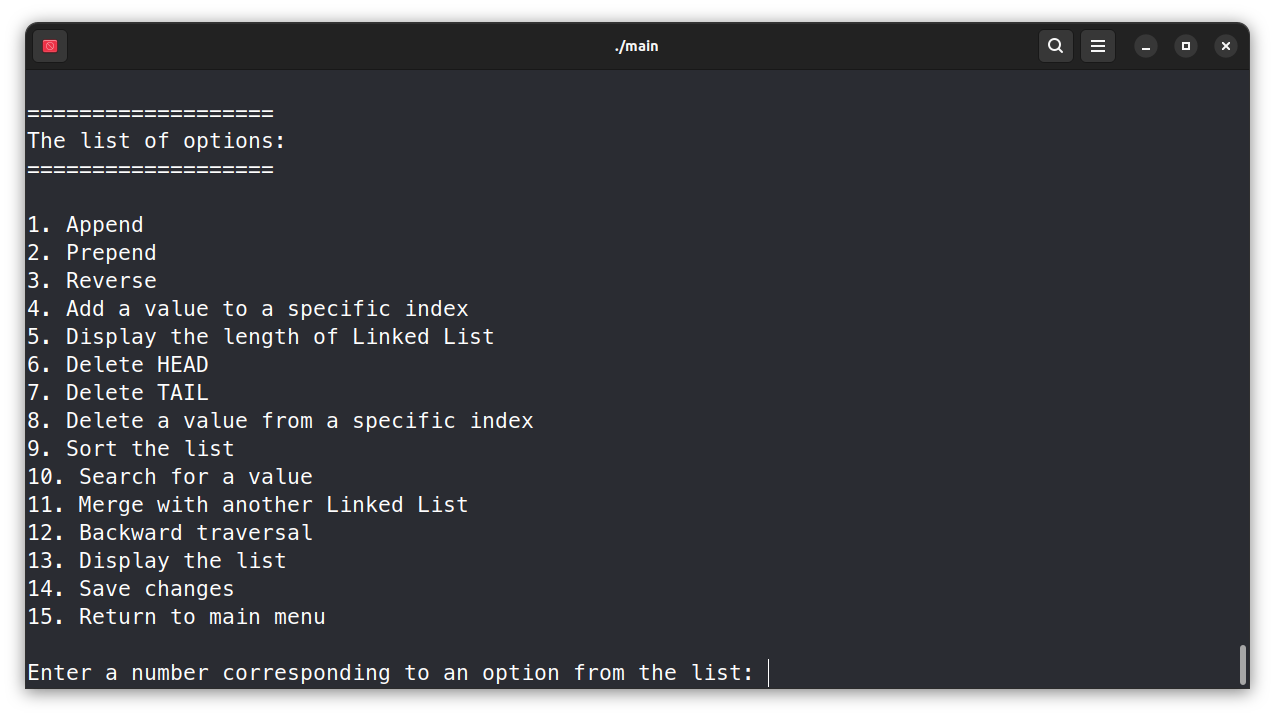 ./main
===================
The list of options:
===================
1. Append
2. Prepend
3. Reverse
4. Add a value to a specific index
5. Display the length of Linked List
6. Delete HEAD
7. Delete TAIL
8. Delete a value from a specific index
9. Sort the list
10. Search for a value
11. Merge with another Linked List
12. Backward traversal
13. Display the list
14. Save changes
15. Return to main menu
Enter a number corresponding to an option from the list: